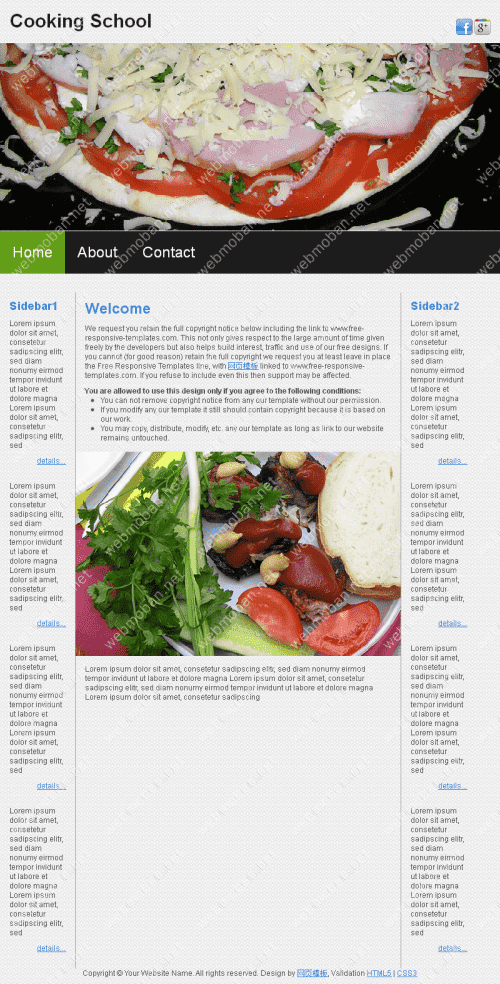 Cooking School
Home
About
Contact
Sidebar1
Lorem ipsum
dolor sit amet,
consetetur
sadipscing elitr,
sed diam
nonumy eirmod
tempor invidunt
ut labore et
dolore magna
Lorem ipsum
dolor sit amet,
consetetur
sadipscing elitr,
sed
details...
Lorem ipsum
dolor sit amet,
consetetur
sadipscing elitr,
sed diam
nonumy eirmod
tempor invidunt
ut labore et
dolore magna
Lorem ipsum
dolor sit amet,
consetetur
sadipscing elitr,
sed
details...
Lorem ipsum
dolor sit amet,
consetetur
sadipscing elitr,
sed diam
nonumy eirmod
tempor invidunt
ut labore et
dolore magna
Lorem ipsum
dolor sit amet,
consetetur
sadipscing elitr,
sed
details...
Lorem ipsum
dolor sit amet,
consetetur
sadipscing elitr,
sed diam
nonumy eirmod
tempor invidunt
ut labore et
dolore magna
Lorem ipsum
dolor sit amet,
consetetur
sadipscing elitr,
sed
details...
Welcome
We request you retain the full copyright notice below including the link to www.free-
responsive-templates.com. This not only gives respect to the large amount of time given
freely by the developers but also helps build interest, traffic and use of our free designs. If
you cannot (for good reason) retain the full copyright we request you at least leave in place
the Free Responsive Templates line, with 网页模板 linked to www.free-responsive-
templates.com. If you refuse to include even this then support may be affected.
You are allowed to use this design only if you agree to the following conditions:
• You can not remove copyright notice from any our template without our permission.
• If you modify any our template it still should contain copyright because it is based on
our work.
• You may copy, distribute, modify, etc. any our template as long as link to our website
remains untouched.
Lorem ipsum dolor sit amet, consetetur sadipscing elitr, sed diam nonumy eirmod
tempor invidunt ut labore et dolore magna Lorem ipsum dolor sit amet, consetetur
sadipscing elitr, sed diam nonumy eirmod tempor invidunt ut labore et dolore magna
Lorem ipsum dolor sit amet, consetetur sadipscing
Sidebar2
Lorem ipsum
dolor sit amet,
consetetur
sadipscing elitr,
sed diam
nonumy eirmod
tempor invidunt
ut labore et
dolore magna
Lorem ipsum
dolor sit amet,
consetetur
sadipscing elitr,
sed
details...
Lorem ipsum
dolor sit amet,
consetetur
sadipscing elitr,
sed diam
nonumy eirmod
tempor invidunt
ut labore et
dolore magna
Lorem ipsum
dolor sit amet,
consetetur
sadipscing elitr,
sed
details...
Lorem ipsum
dolor sit amet,
consetetur
sadipscing elitr,
sed diam
nonumy eirmod
tempor invidunt
ut labore et
dolore magna
Lorem ipsum
dolor sit amet,
consetetur
sadipscing elitr,
sed
details...
Lorem ipsum
dolor sit amet,
consetetur
sadipscing elitr,
sed diam
nonumy eirmod
tempor invidunt
ut labore et
dolore magna
Lorem ipsum
dolor sit amet,
consetetur
sadipscing elitr,
sed
details...
Copyright © Your Website Name. All rights reserved. Design by 网页模板, Validation HTML5 | CSS3
webmoban.net